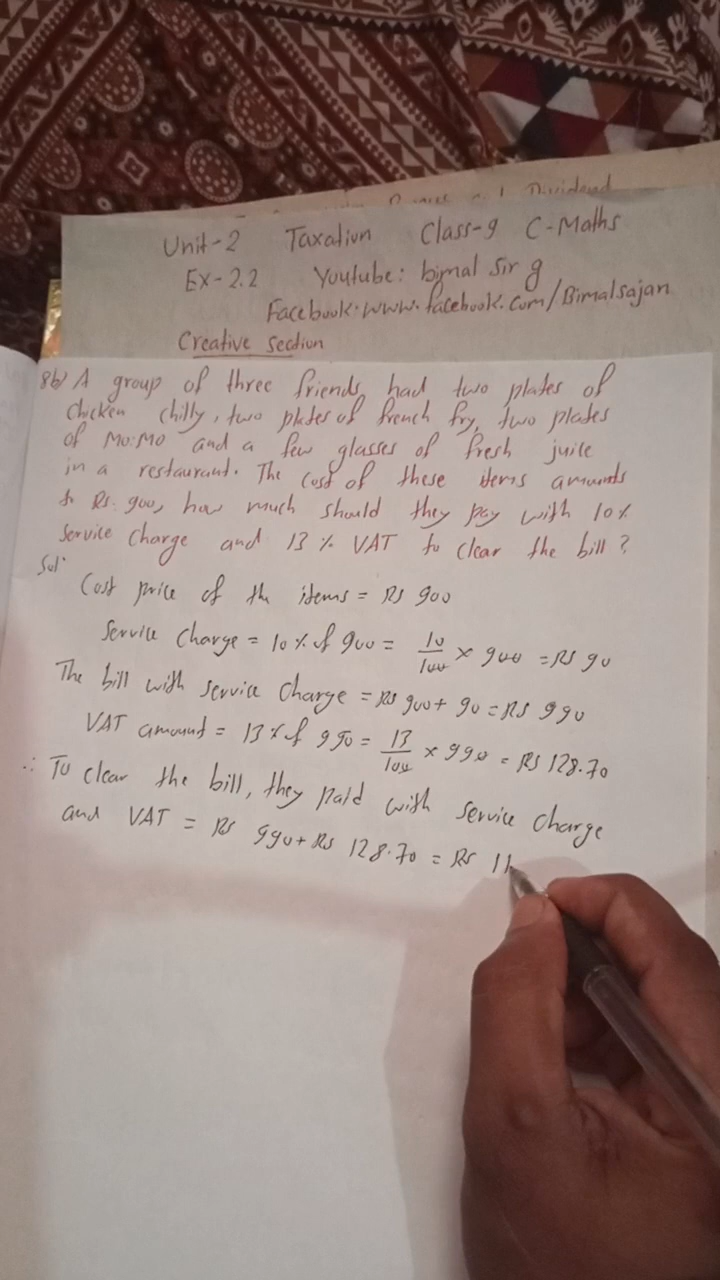 Dividend
Unit-2 Taxation Class-9 C-Maths
Ex-2.2 Youtube: bimal Sir g
Facebook:www.facebook.com/Bimalsajan
Creative section
8b) A group of three friends had two plates of
chicken chilly, two plates of french fry, two plates
of Mo:Mo and a few glasses of fresh juice
in a restaurant. The cost of these items amounts
to Rs. 900, how much should they pay with 10%
service charge and 13% VAT to clear the bill?
Sol:
Cost price of the items = Rs 900
Service Charge = 10% of 900 = 10/100 × 900 = Rs 90
The bill with service charge = Rs 900 + 90 = Rs 990
VAT amount = 13% of 990 = 13/100 × 990 = Rs 128.70
∴ To clear the bill, they paid with service charge
and VAT = Rs 990 + Rs 128.70 = Rs 11